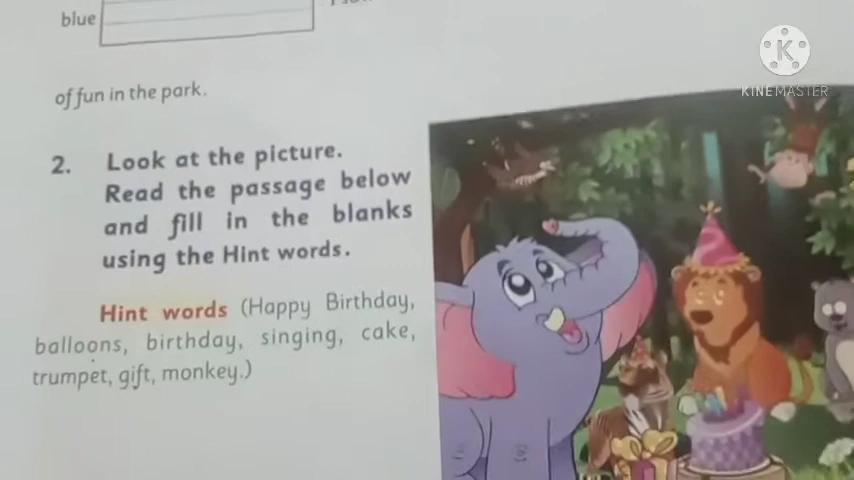 blue
of fun in the park.
2. Look at the picture.
Read the passage below
and fill in the blanks
using the Hint words.
Hint words (Happy Birthday,
balloons, birthday, singing, cake,
trumpet, gift, monkey.)
K
KINEMASTER